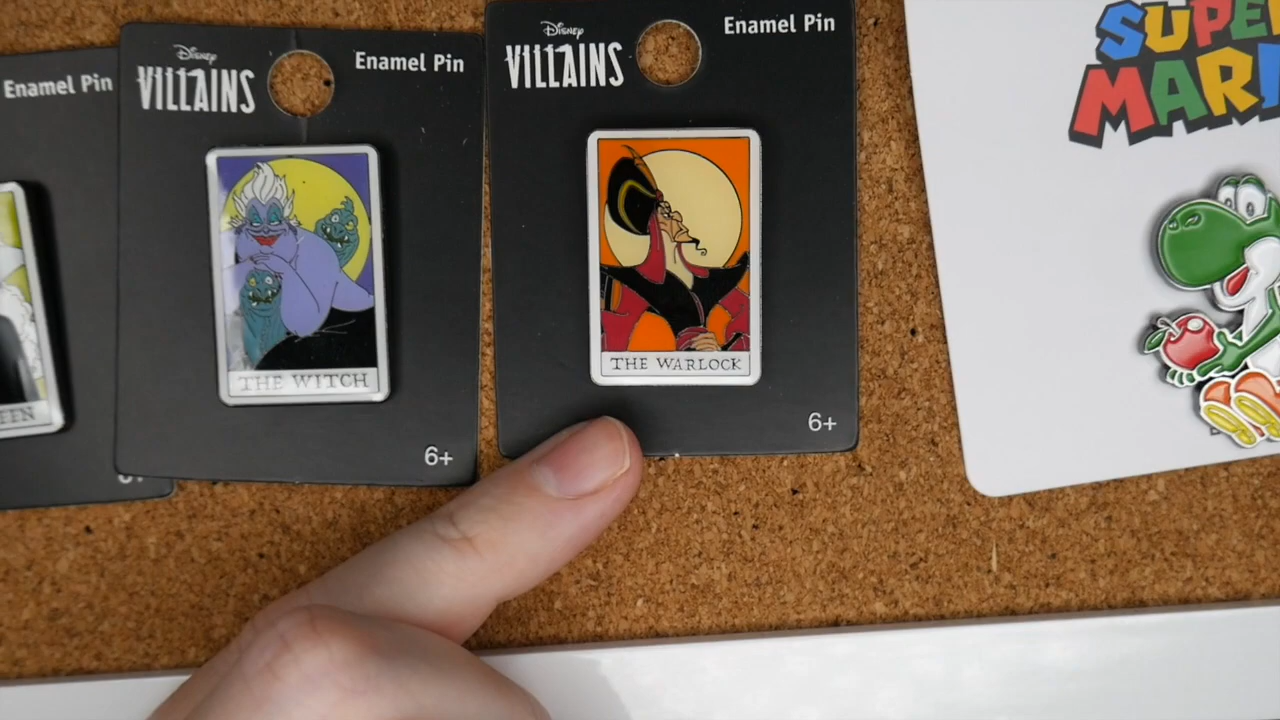 Enamel Pin
Disney
VILLAINS
Enamel Pin
THE WITCH
6+
Disney
VILLAINS
Enamel Pin
THE WARLOCK
6+
SUPER
MARI